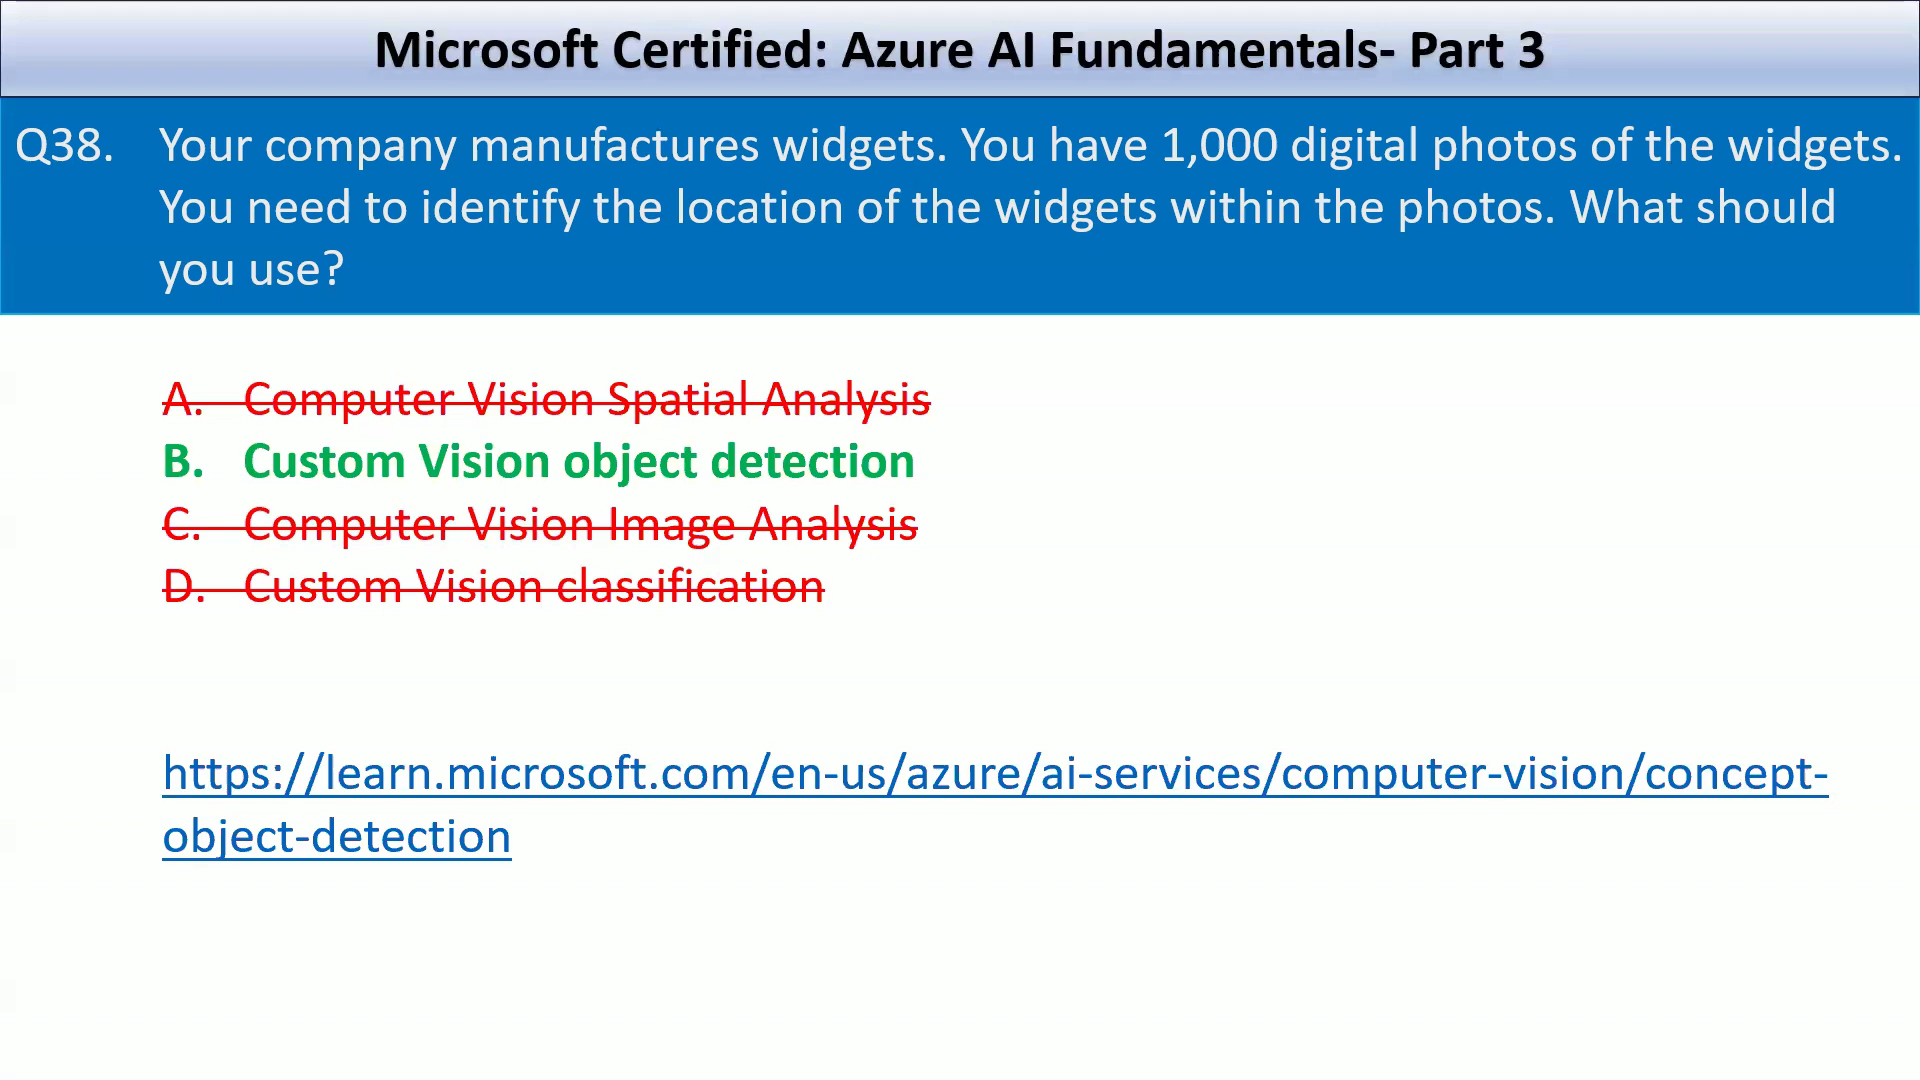 Microsoft Certified: Azure AI Fundamentals- Part 3
Q38. Your company manufactures widgets. You have 1,000 digital photos of the widgets.
You need to identify the location of the widgets within the photos. What should
you use?
A. Computer Vision Spatial Analysis
B. Custom Vision object detection
C. Computer Vision Image Analysis
D. Custom Vision classification
https://learn.microsoft.com/en-us/azure/ai-services/computer-vision/concept-
object-detection